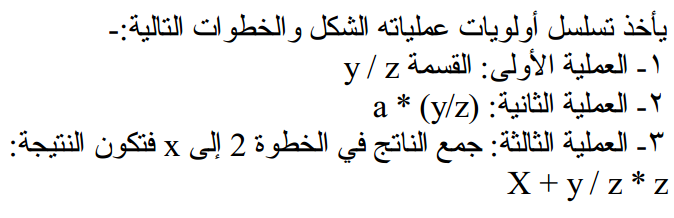 يأخذ تسلسل أولويات عملياته الشكل والخطوات التالية:-
١- العملية الأولى: القسمة y / z
٢- العملية الثانية: a * (y/z)
٣- العملية الثالثة: جمع الناتج في الخطوة 2 إلى x فتكون النتيجة:
X + y / z * z